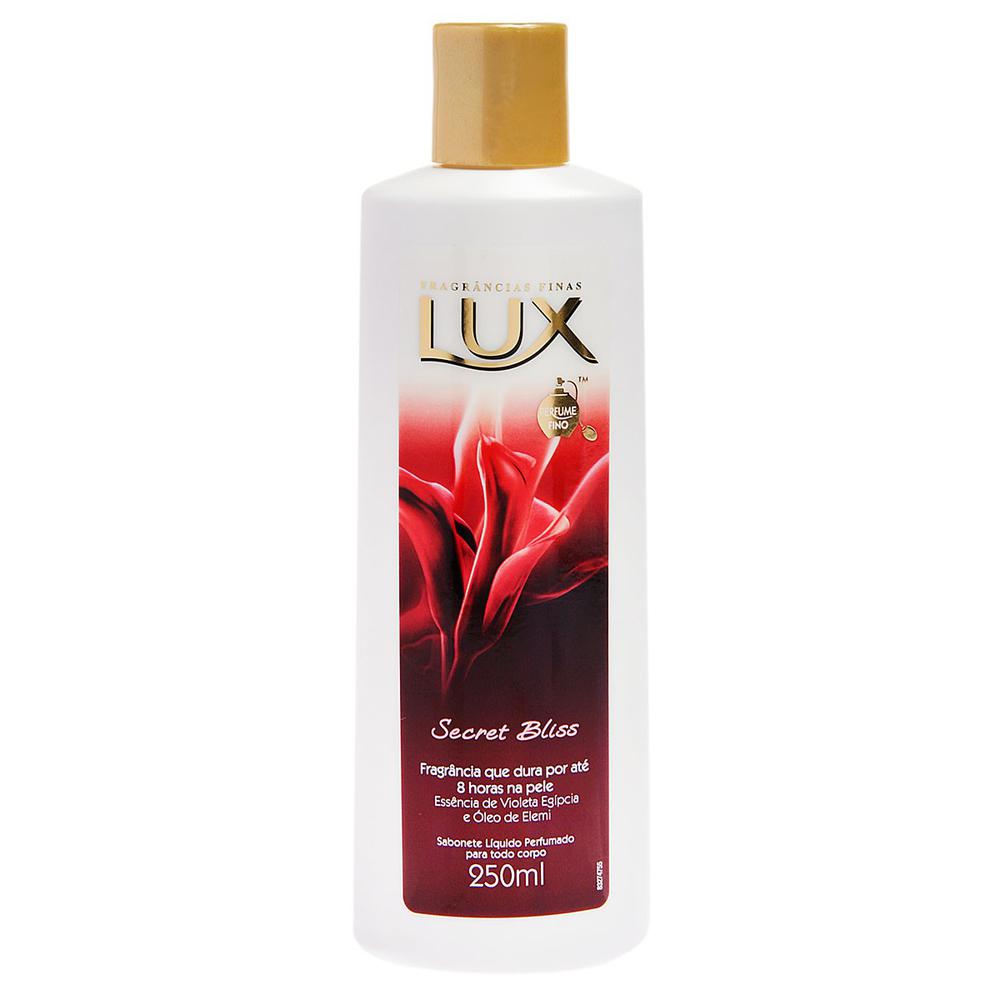 FRAGRÂNCIAS FINAS
LUX
TM
PERFUME
FINO
Secret Bliss
Fragrância que dura por até
8 horas na pele
Essência de Violeta Egípcia
e Óleo de Elemi
Sabonete Líquido Perfumado
para todo corpo
250ml
83274755